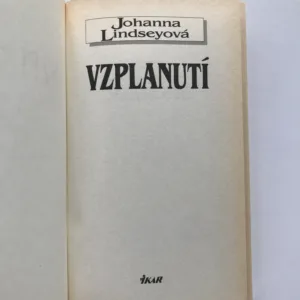 Johanna
Lindseyová
VZPLANUTÍ
IKAR